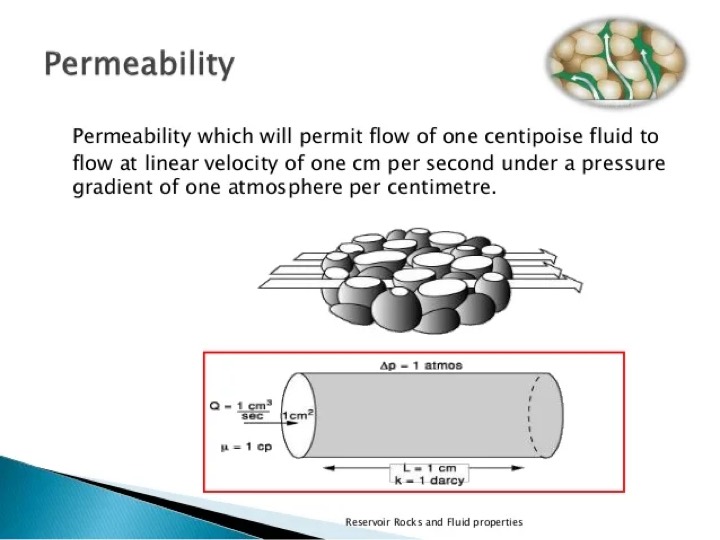 Permeability
Permeability which will permit flow of one centipoise fluid to
flow at linear velocity of one cm per second under a pressure
gradient of one atmosphere per centimetre.
Δp = 1 atmos
Q = 1 cm³
sec
1cm²
μ = 1 cp
L = 1 cm
k = 1 darcy
Reservoir Rocks and Fluid properties